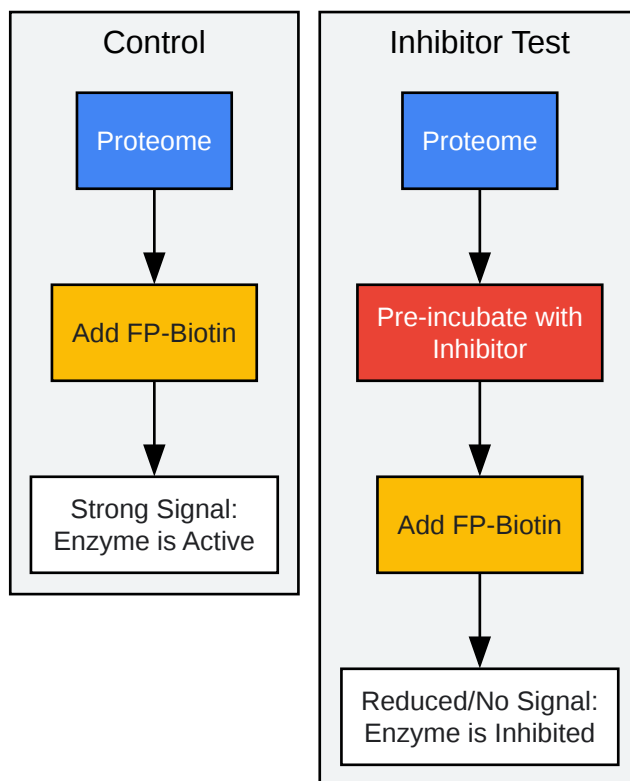 Control
Proteome
Add FP-Biotin
Strong Signal:
Enzyme is Active
Inhibitor Test
Proteome
Pre-incubate with
Inhibitor
Add FP-Biotin
Reduced/No Signal:
Enzyme is Inhibited